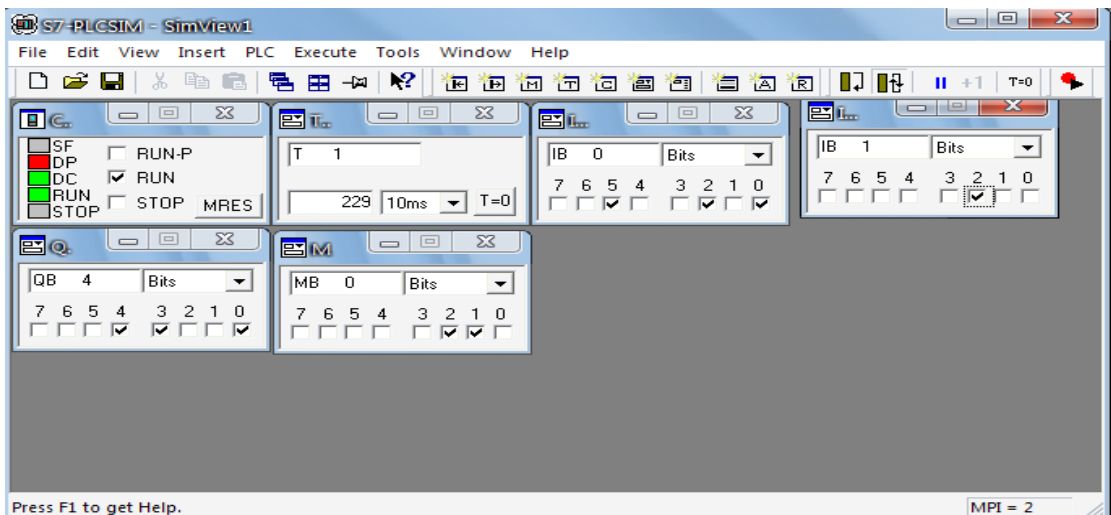 S7-PLCSIM - SimView1
File Edit View Insert PLC Execute Tools Window Help
+1 T=0
C...
SF
DP
DC
RUN
STOP
RUN-P
RUN
STOP
MRES
T...
T 1
229 10ms T=0
I...
IB 0 Bits
7 6 5 4 3 2 1 0
I...
IB 1 Bits
7 6 5 4 3 2 1 0
Q.
QB 4 Bits
7 6 5 4 3 2 1 0
M
MB 0 Bits
7 6 5 4 3 2 1 0
Press F1 to get Help.
MPI = 2